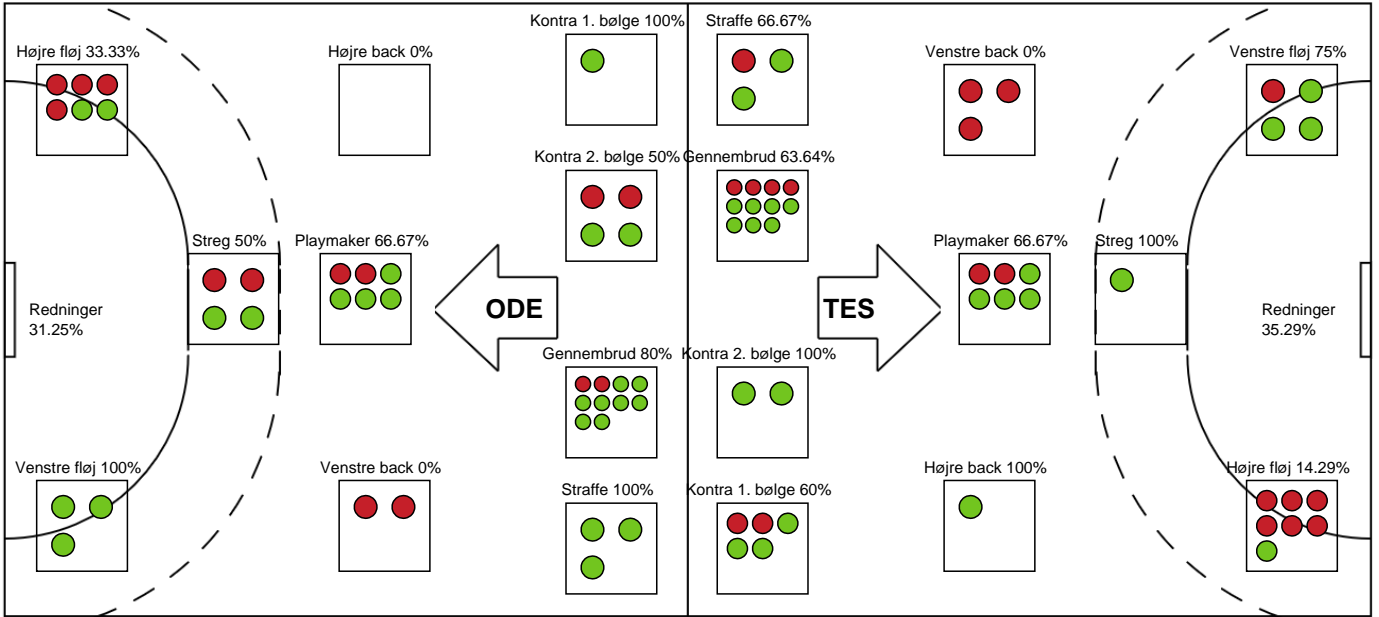 Kontra 1. bølge 100%
Straffe 66.67%
Højre fløj 33.33%
Højre back 0%
Venstre back 0%
Venstre fløj 75%
Kontra 2. bølge 50%
Gennembrud 63.64%
Streg 50%
Playmaker 66.67%
Playmaker 66.67%
Streg 100%
Redninger
31.25%
ODE
TES
Redninger
35.29%
Gennembrud 80%
Kontra 2. bølge 100%
Venstre fløj 100%
Venstre back 0%
Højre back 100%
Højre fløj 14.29%
Straffe 100%
Kontra 1. bølge 60%